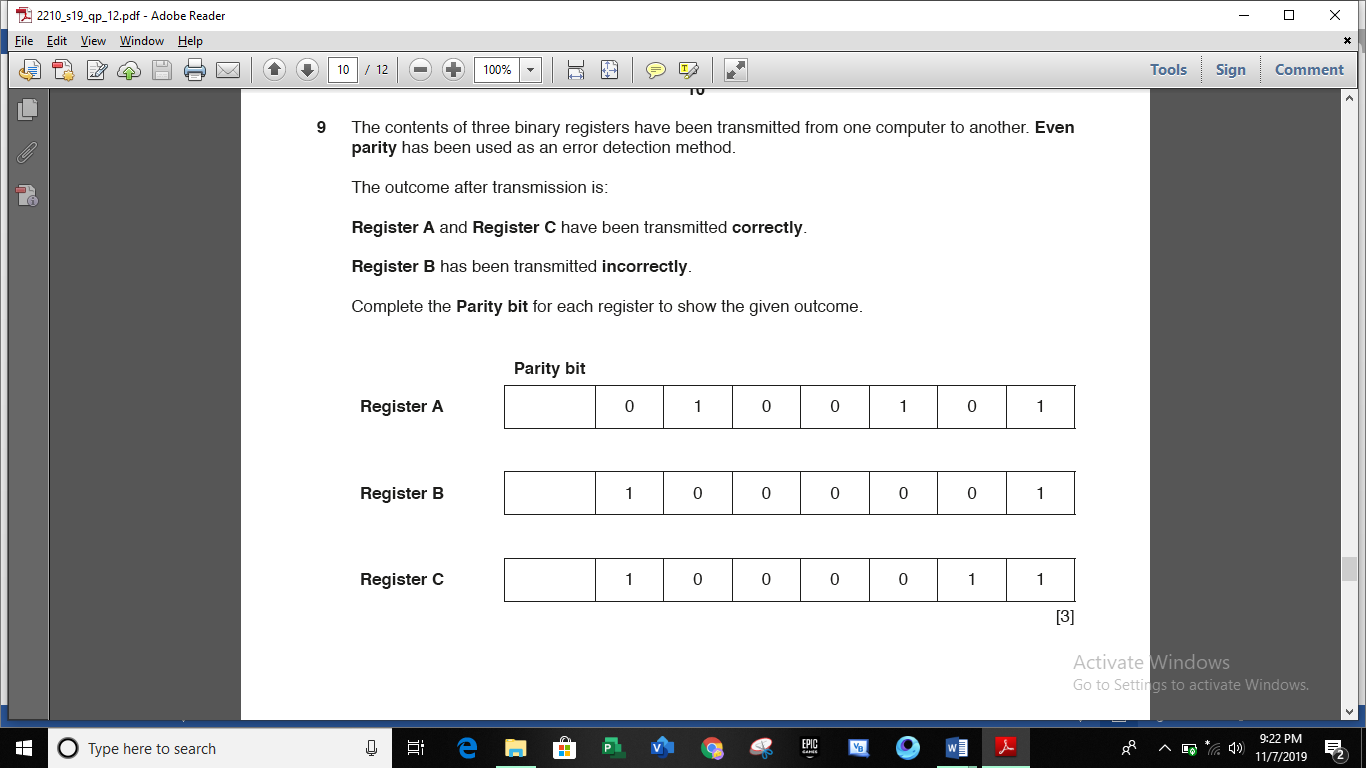 2210_s19_qp_12.pdf - Adobe Reader
File Edit View Window Help
10 / 12 100% Tools Sign Comment
10
9 The contents of three binary registers have been transmitted from one computer to another. Even
parity has been used as an error detection method.
The outcome after transmission is:
Register A and Register C have been transmitted correctly.
Register B has been transmitted incorrectly.
Complete the Parity bit for each register to show the given outcome.
Parity bit
Register A 0 1 0 0 1 0 1
Register B 1 0 0 0 0 0 1
Register C 1 0 0 0 0 1 1
[3]
Activate Windows
Go to Settings to activate Windows.
Type here to search
EPIC
GAMES
9:22 PM
11/7/2019
2